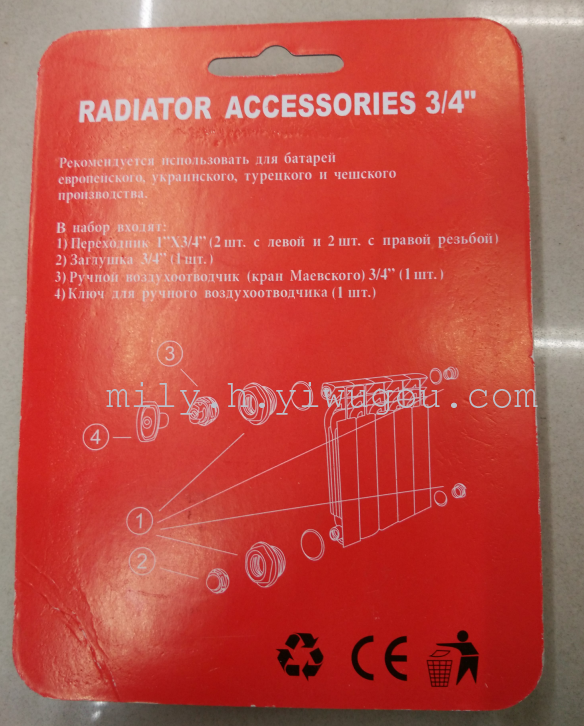 RADIATOR ACCESSORIES 3/4"
Рекомендуется использовать для батарей
европенского, украинского, турецкого и чешского
производства.
В набор входят:
1) Переходник 1”X3/4” (2 шт. с левой и 2 шт. с правой резьбой)
2) Заглушка 3/4” (1 шт.)
3) Ручной воздухоотводчик (кран Маевского) 3/4” (1 шт.)
4) Ключ для ручного воздухоотводчика (1 шт.)
3
mily_h.yiwugou.com
4
1
2
CE